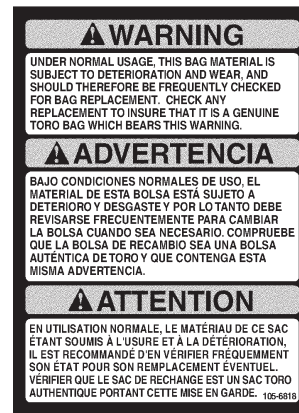 WARNING
UNDER NORMAL USAGE, THIS BAG MATERIAL IS
SUBJECT TO DETERIORATION AND WEAR, AND
SHOULD THEREFORE BE FREQUENTLY CHECKED
FOR BAG REPLACEMENT. CHECK ANY
REPLACEMENT TO INSURE THAT IT IS A GENUINE
TORO BAG WHICH BEARS THIS WARNING.
ADVERTENCIA
BAJO CONDICIONES NORMALES DE USO, EL
MATERIAL DE ESTA BOLSA ESTÁ SUJETO A
DETERIORO Y DESGASTE Y POR LO TANTO DEBE
REVISARSE FRECUENTEMENTE PARA CAMBIAR
LA BOLSA CUANDO SEA NECESARIO. COMPRUEBE
QUE LA BOLSA DE RECAMBIO SEA UNA BOLSA
AUTÉNTICA DE TORO Y QUE CONTENGA ESTA
MISMA ADVERTENCIA.
ATTENTION
EN UTILISATION NORMALE, LE MATÉRIAU DE CE SAC
ÉTANT SOUMIS À L'USURE ET À LA DÉTÉRIORATION,
IL EST RECOMMANDÉ D'EN VÉRIFIER FRÉQUEMMENT
SON ÉTAT POUR SON REMPLACEMENT ÉVENTUEL.
VÉRIFIER QUE LE SAC DE RECHANGE EST UN SAC TORO
AUTHENTIQUE PORTANT CETTE MISE EN GARDE. 105-6818